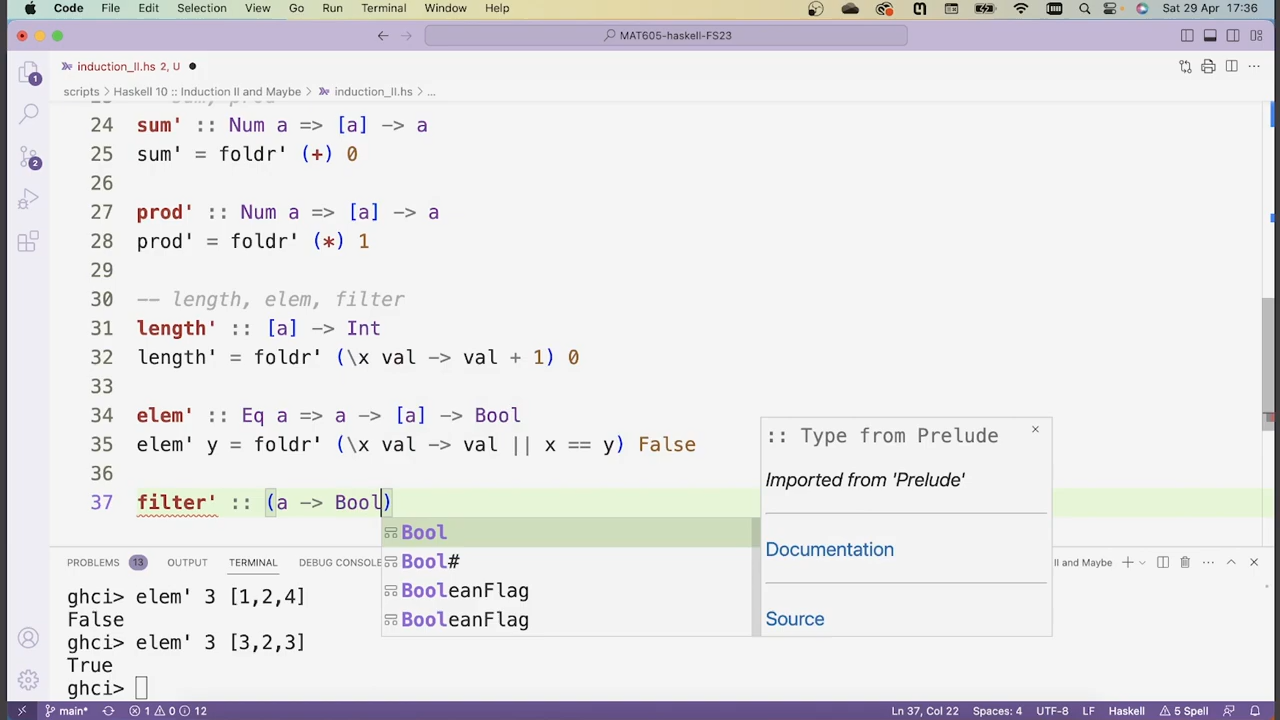 Code File Edit Selection View Go Run Terminal Window Help Sat 29 Apr 17:36
MAT605-haskell-FS23
induction_II.hs 2, U
scripts > Haskell 10 :: Induction II and Maybe > induction_II.hs > ...
24 sum' :: Num a => [a] -> a
25 sum' = foldr' (+) 0
26
27 prod' :: Num a => [a] -> a
28 prod' = foldr' (*) 1
29
30 -- length, elem, filter
31 length' :: [a] -> Int
32 length' = foldr' (\x val -> val + 1) 0
33
34 elem' :: Eq a => a -> [a] -> Bool
35 elem' y = foldr' (\x val -> val || x == y) False
36
37 filter' :: (a -> Bool)
Bool
Bool#
BooleanFlag
BooleanFlag
:: Type from Prelude
Imported from 'Prelude'
Documentation
Source
PROBLEMS 13 OUTPUT TERMINAL DEBUG CONSOLE ll and Maybe
ghci> elem' 3 [1,2,4]
False
ghci> elem' 3 [3,2,3]
True
ghci>
main* 1 0 12 Ln 37, Col 22 Spaces: 4 UTF-8 LF Haskell 5 Spell